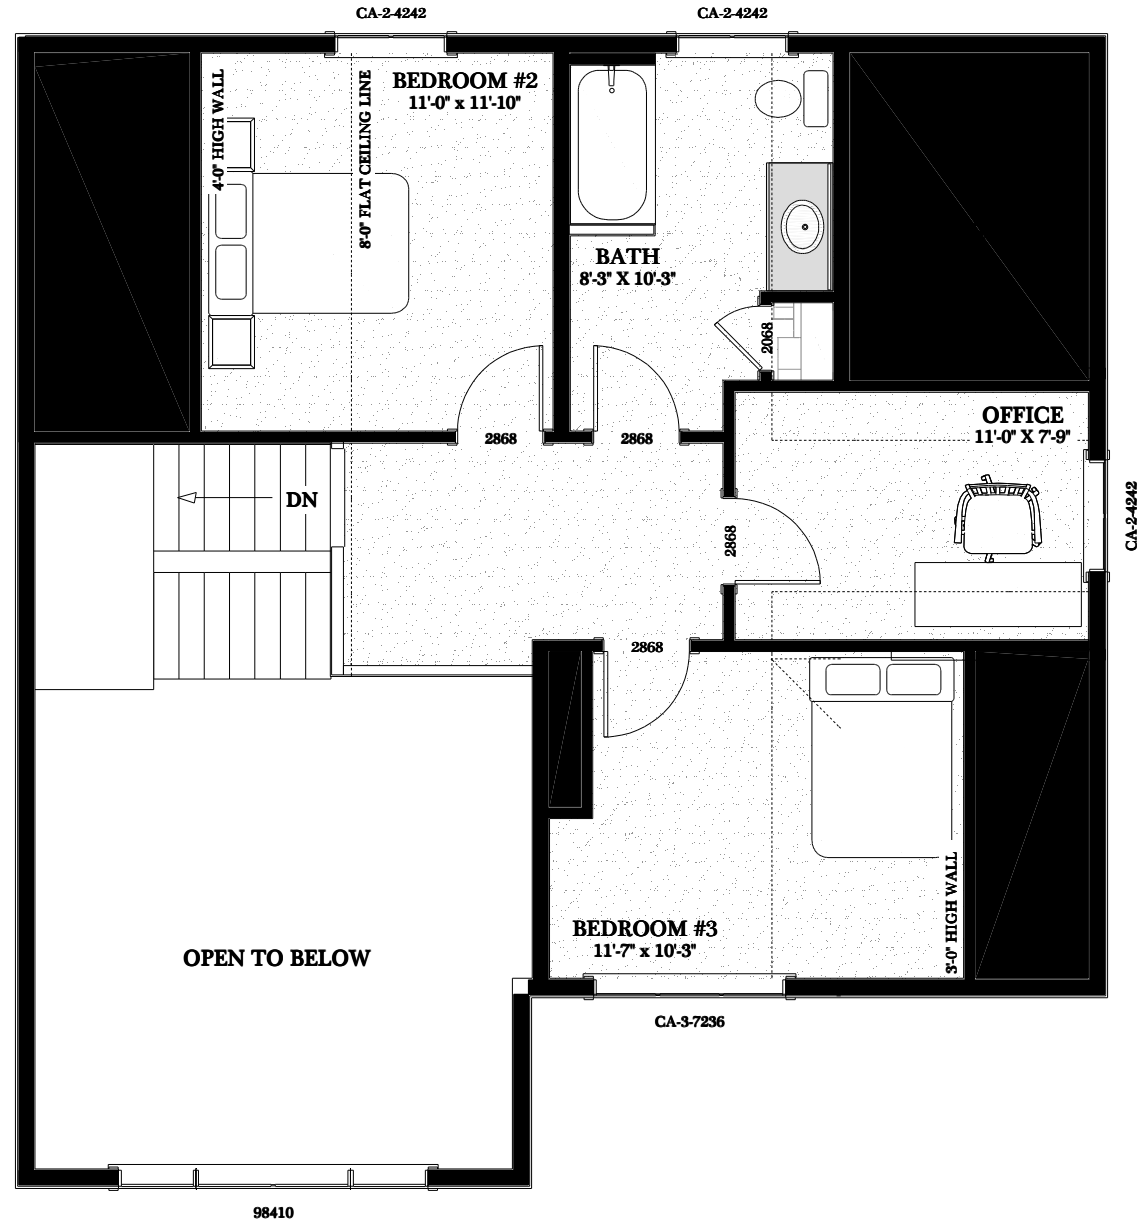 CA-2-4242
CA-2-4242
BEDROOM #2
11'-0" x 11'-10"
4'-0" HIGH WALL
8'-0" FLAT CEILING LINE
BATH
8'-3" X 10'-3"
2068
OFFICE
11'-0" X 7'-9"
2868
2868
DN
CA-2-4242
2868
2868
BEDROOM #3
11'-7" x 10'-3"
3'-0" HIGH WALL
OPEN TO BELOW
CA-3-7236
98410